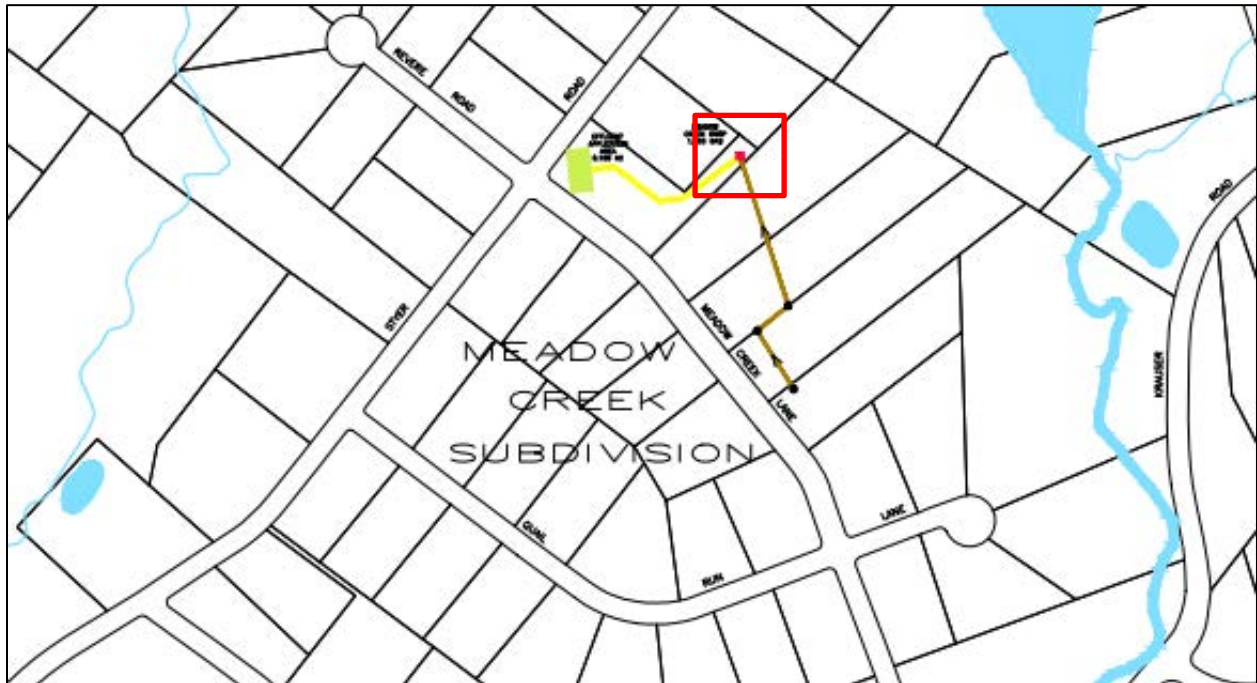 REVERE
ROAD
ROAD
STYER
MEADOW
CREEK
LANE
MEADOW
CREEK
SUBDIVISION
QUAIL
RUN
LANE
KRAUSER
ROAD